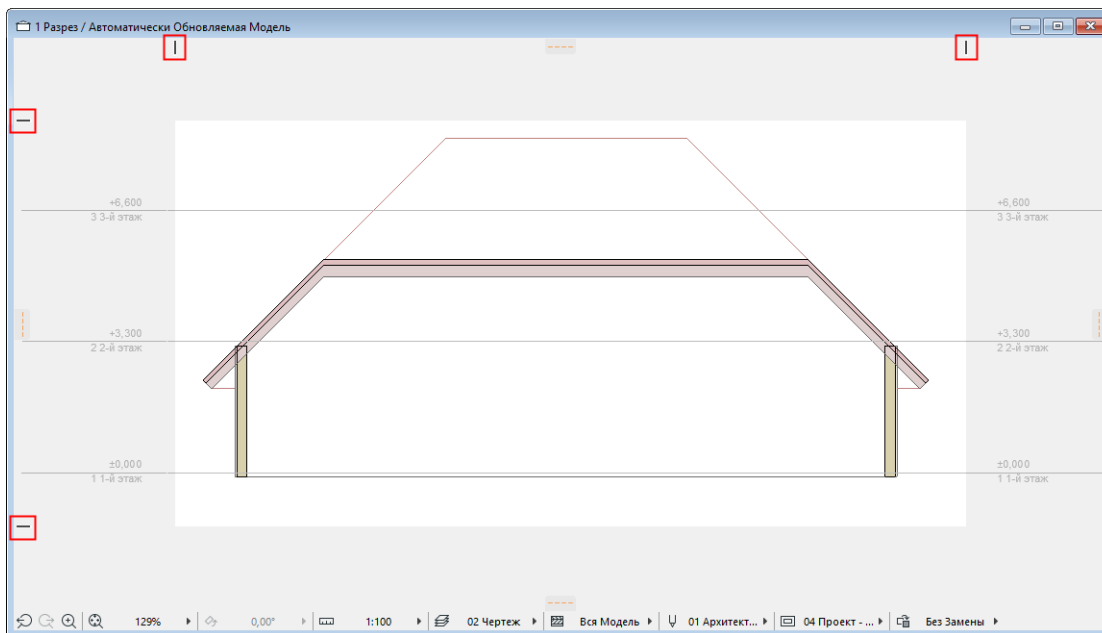 1 Разрез / Автоматически Обновляемая Модель
+6,600
3 3-й этаж
+6,600
3 3-й этаж
+3,300
2 2-й этаж
+3,300
2 2-й этаж
±0,000
1 1-й этаж
±0,000
1 1-й этаж
129% 0,00° 1:100 02 Чертеж Вся Модель 01 Архитект... 04 Проект - ... Без Замены